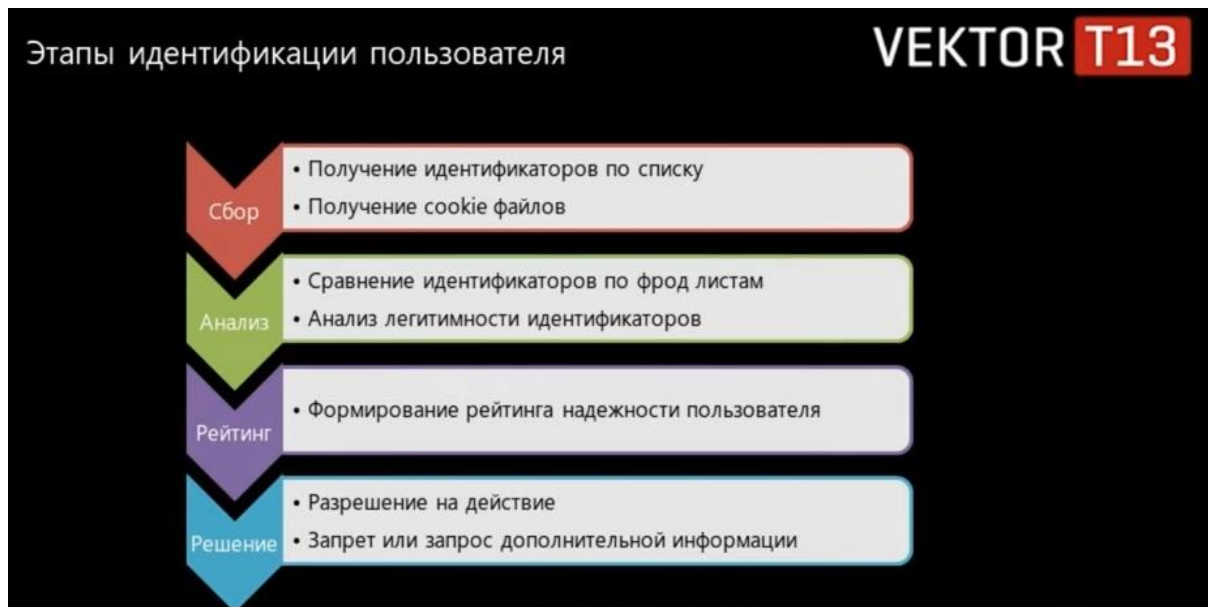 Этапы идентификации пользователя
VEKTOR T13
Сбор
• Получение идентификаторов по списку
• Получение cookie файлов
Анализ
• Сравнение идентификаторов по фрод листам
• Анализ легитимности идентификаторов
Рейтинг
• Формирование рейтинга надежности пользователя
Решение
• Разрешение на действие
• Запрет или запрос дополнительной информации